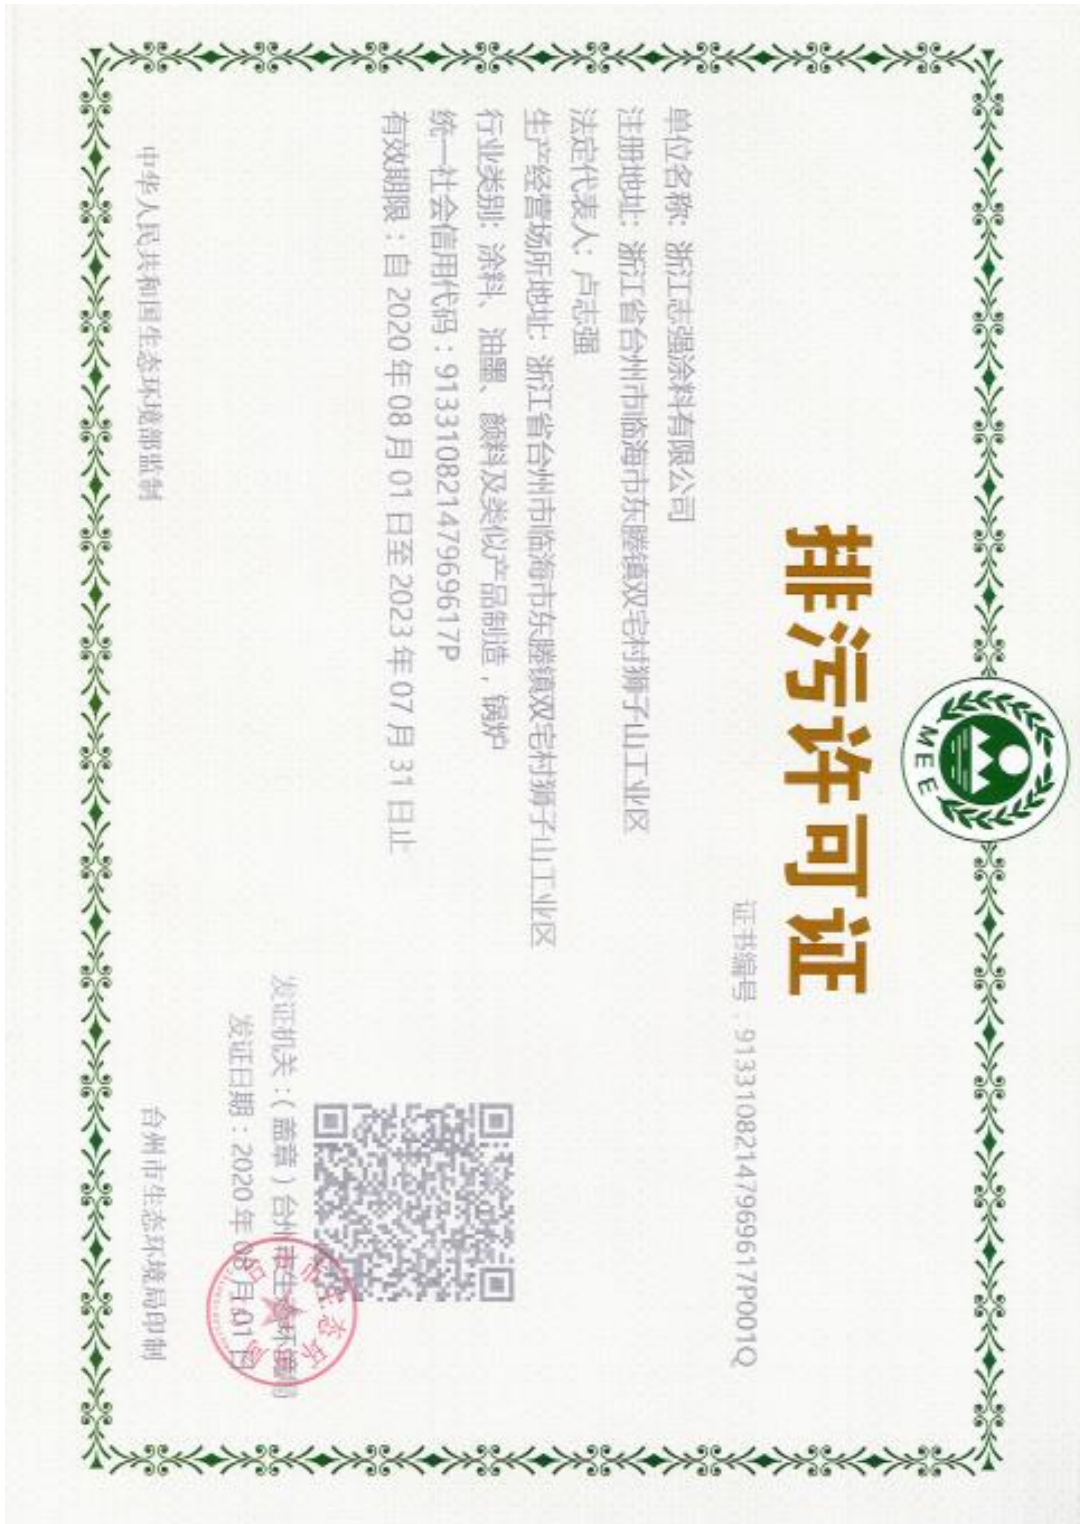 MEE
排污许可证
证书编号：91331082147969617P001Q
单位名称：浙江志强涂料有限公司
注册地址：浙江省台州市临海市东塍镇双宅村狮子山工业区
法定代表人：卢志强
生产经营场所地址：浙江省台州市临海市东塍镇双宅村狮子山工业区
行业类别：涂料、油墨、颜料及类似产品制造，锅炉
统一社会信用代码：91331082147969617P
有效期限：自2020年08月01日至2023年07月31日止
发证机关：（盖章）台州市生态环境局
发证日期：2020年08月01日
中华人民共和国生态环境部监制
台州市生态环境局印制